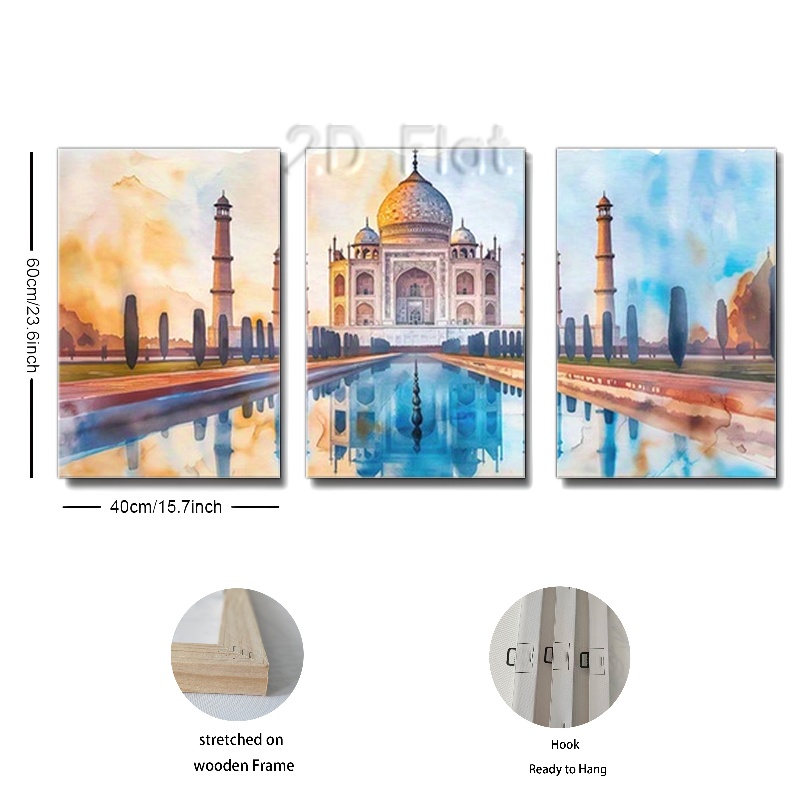 2D Flat
60cm/23.6inch
40cm/15.7inch
stretched on
wooden Frame
Hook
Ready to Hang